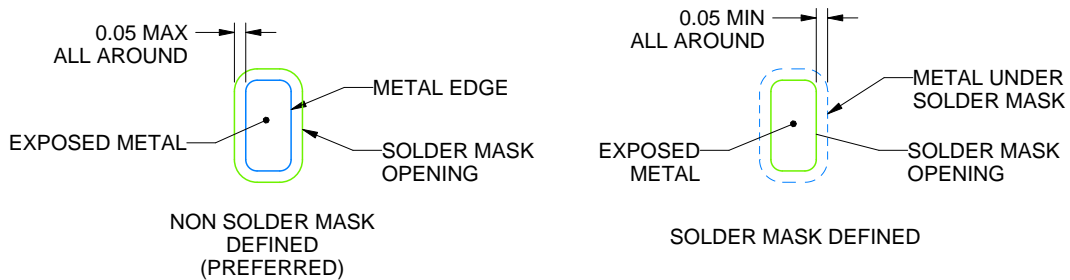 0.05 MAX
ALL AROUND
METAL EDGE
EXPOSED METAL
SOLDER MASK
OPENING
NON SOLDER MASK
DEFINED
(PREFERRED)
0.05 MIN
ALL AROUND
METAL UNDER
SOLDER MASK
EXPOSED
METAL
SOLDER MASK
OPENING
SOLDER MASK DEFINED